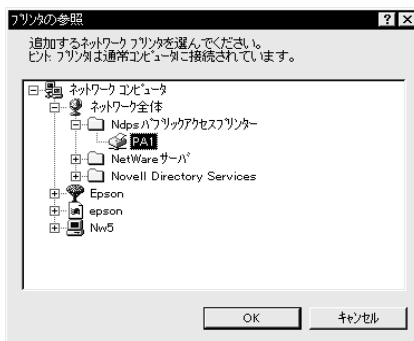 プリンタの参照
追加するネットワーク プリンタを選んでください。
ヒント: プリンタは通常コンピュータに接続されています。
ネットワーク コンピュータ
ネットワーク全体
Ndps パブリックアクセスプリンター
PA1
NetWare サーバ
Novell Directory Services
Epson
epson
Nw5
OK
キャンセル